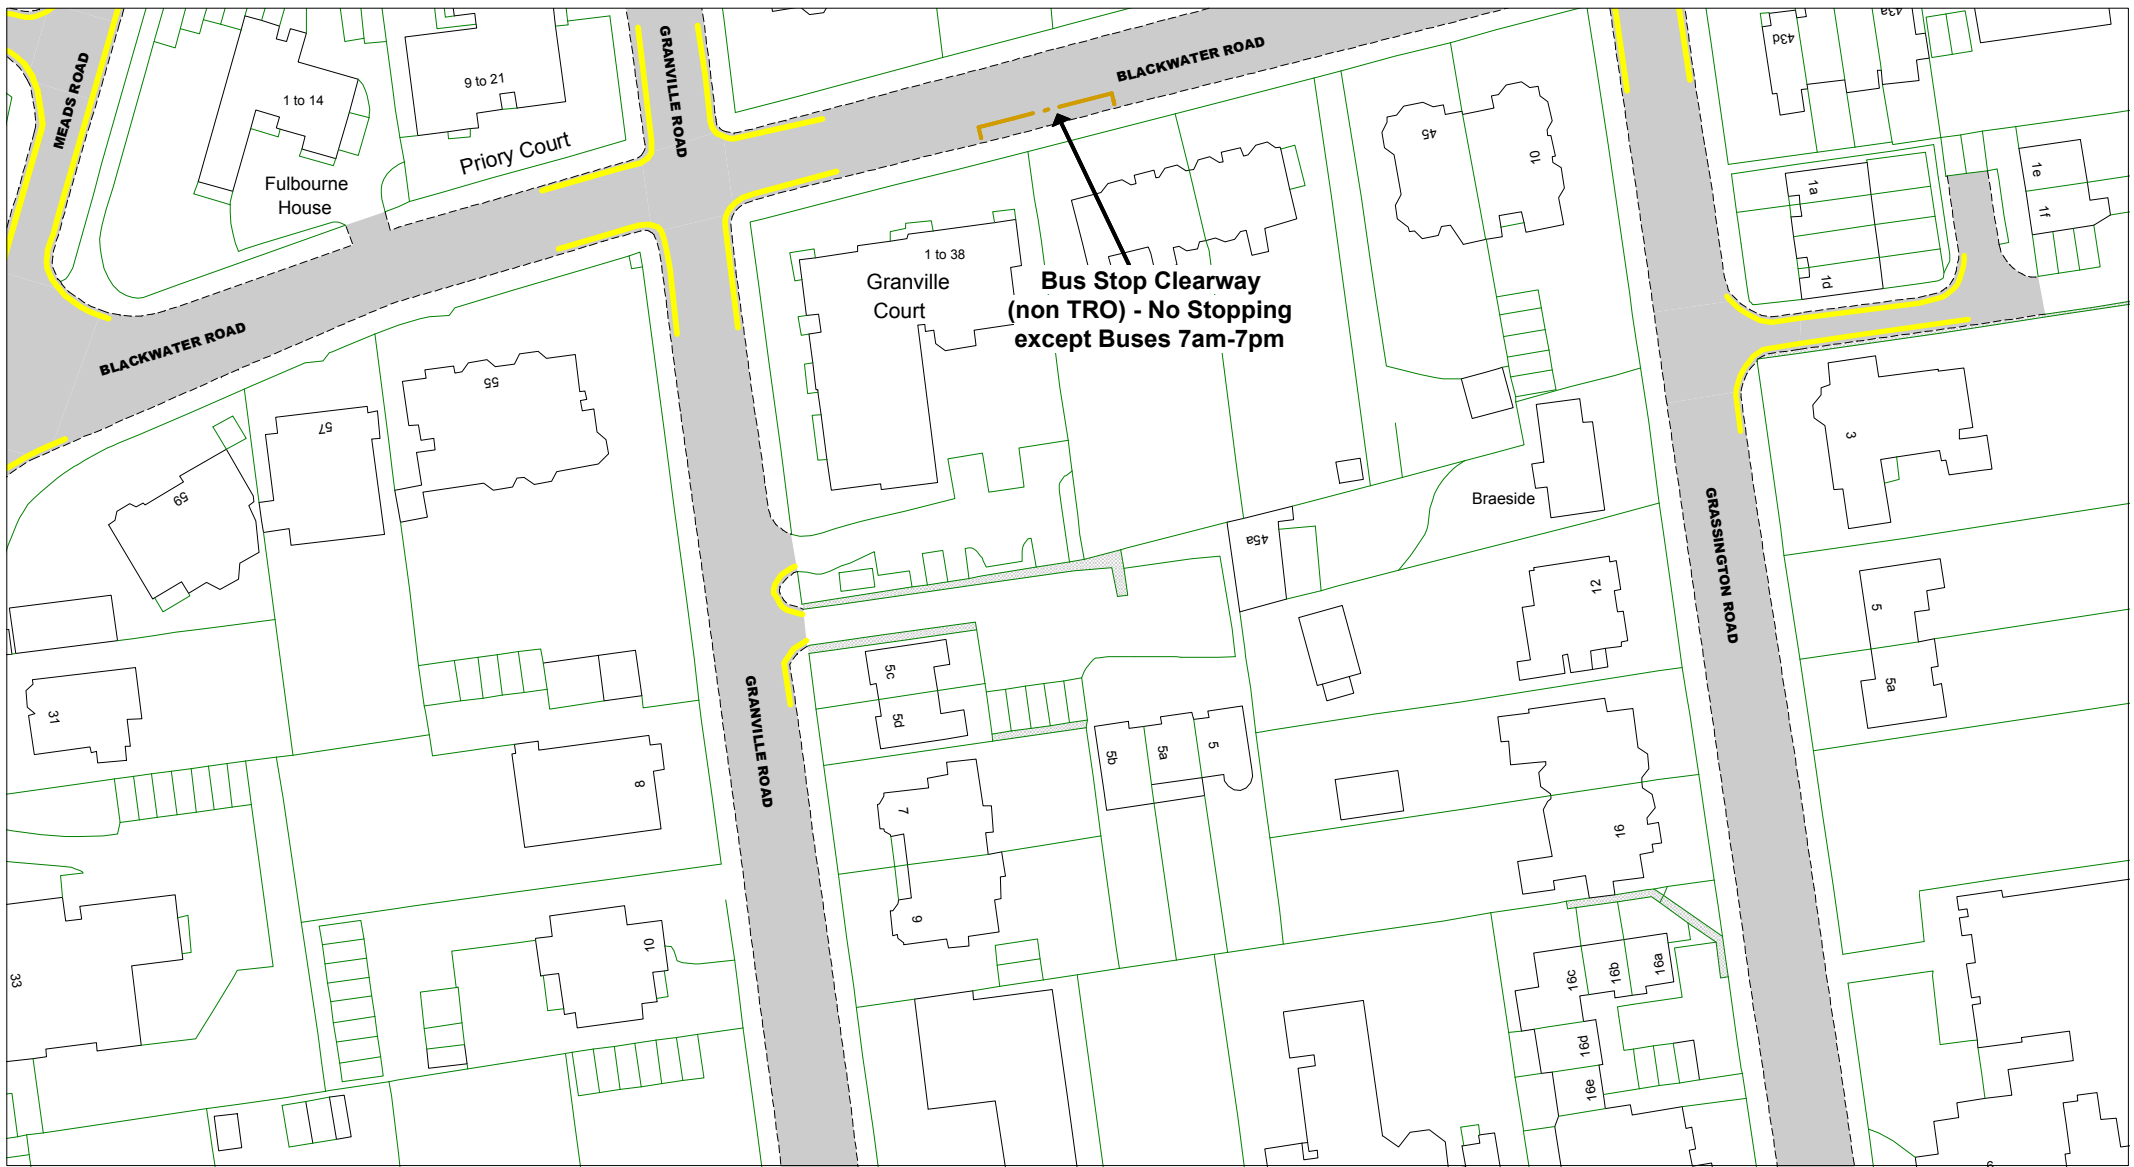 MEADS ROAD
1 to 14
Fulbourne
House
9 to 21
Priory Court
GRANVILLE ROAD
BLACKWATER ROAD
43d
43a
1a
1d
1e
1f
45
10
1 to 38
Granville
Court
Bus Stop Clearway
(non TRO) - No Stopping
except Buses 7am-7pm
BLACKWATER ROAD
55
57
59
3
Braeside
GRASSINGTON ROAD
45a
12
5
5a
31
8
GRANVILLE ROAD
5c
5d
5b
5a
5
7
9
16
33
10
16c
16b
16a
16d
16e